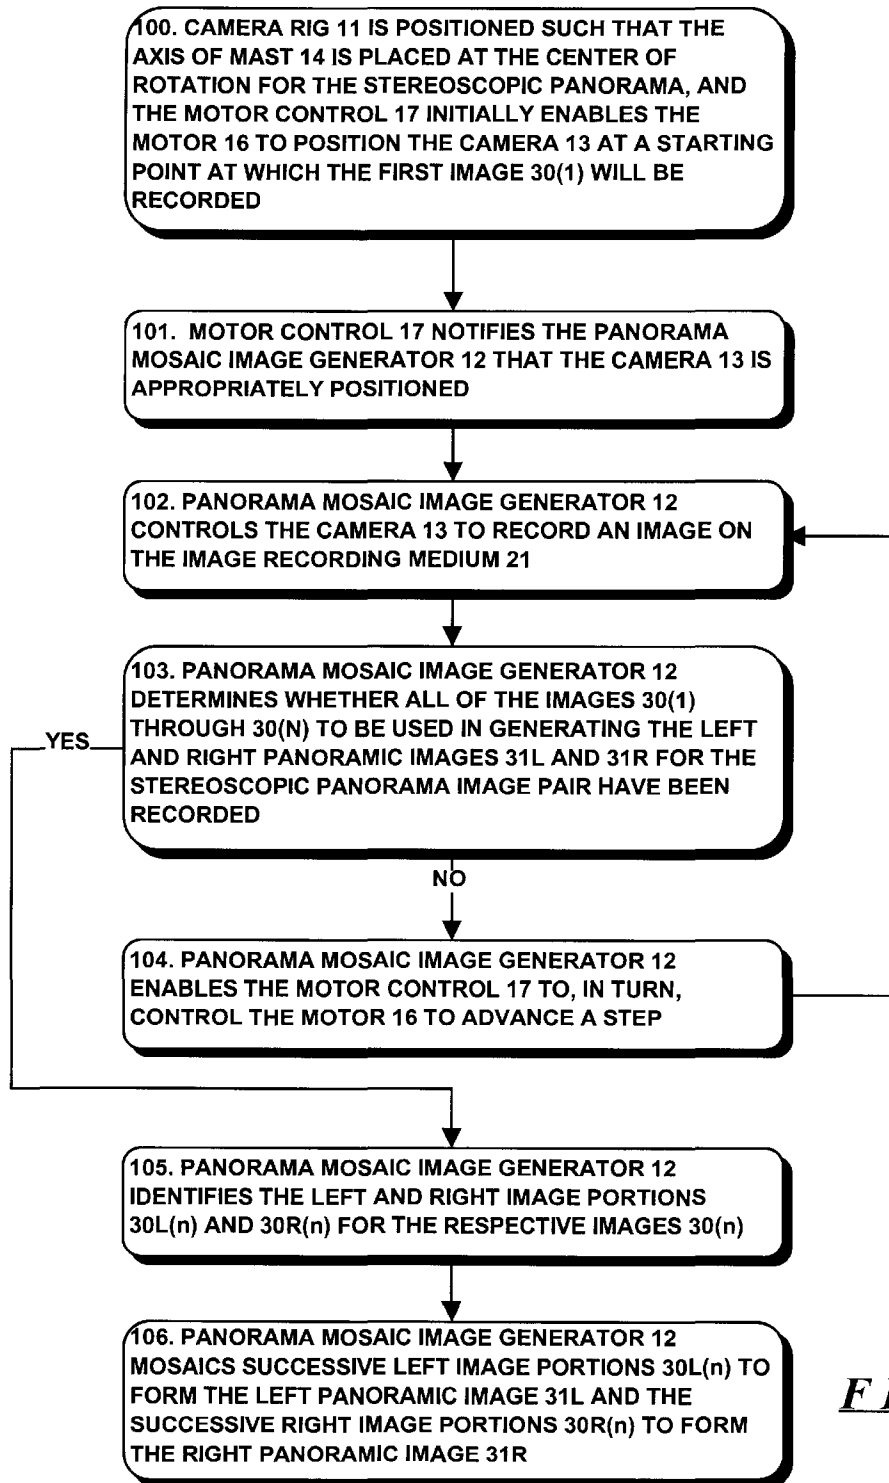 100. CAMERA RIG 11 IS POSITIONED SUCH THAT THE
AXIS OF MAST 14 IS PLACED AT THE CENTER OF
ROTATION FOR THE STEREOSCOPIC PANORAMA, AND
THE MOTOR CONTROL 17 INITIALLY ENABLES THE
MOTOR 16 TO POSITION THE CAMERA 13 AT A STARTING
POINT AT WHICH THE FIRST IMAGE 30(1) WILL BE
RECORDED
101. MOTOR CONTROL 17 NOTIFIES THE PANORAMA
MOSAIC IMAGE GENERATOR 12 THAT THE CAMERA 13 IS
APPROPRIATELY POSITIONED
102. PANORAMA MOSAIC IMAGE GENERATOR 12
CONTROLS THE CAMERA 13 TO RECORD AN IMAGE ON
THE IMAGE RECORDING MEDIUM 21
103. PANORAMA MOSAIC IMAGE GENERATOR 12
DETERMINES WHETHER ALL OF THE IMAGES 30(1)
THROUGH 30(N) TO BE USED IN GENERATING THE LEFT
AND RIGHT PANORAMIC IMAGES 31L AND 31R FOR THE
STEREOSCOPIC PANORAMA IMAGE PAIR HAVE BEEN
RECORDED
YES
NO
104. PANORAMA MOSAIC IMAGE GENERATOR 12
ENABLES THE MOTOR CONTROL 17 TO, IN TURN,
CONTROL THE MOTOR 16 TO ADVANCE A STEP
105. PANORAMA MOSAIC IMAGE GENERATOR 12
IDENTIFIES THE LEFT AND RIGHT IMAGE PORTIONS
30L(n) AND 30R(n) FOR THE RESPECTIVE IMAGES 30(n)
106. PANORAMA MOSAIC IMAGE GENERATOR 12
MOSAICS SUCCESSIVE LEFT IMAGE PORTIONS 30L(n) TO
FORM THE LEFT PANORAMIC IMAGE 31L AND THE
SUCCESSIVE RIGHT IMAGE PORTIONS 30R(n) TO FORM
THE RIGHT PANORAMIC IMAGE 31R